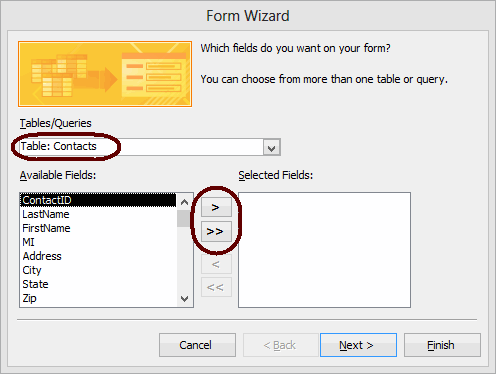 Form Wizard
Which fields do you want on your form?
You can choose from more than one table or query.
Tables/Queries
Table: Contacts
Available Fields:
Selected Fields:
ContactID
LastName
FirstName
MI
Address
City
State
Zip
>
>>
<
<<
Cancel
< Back
Next >
Finish